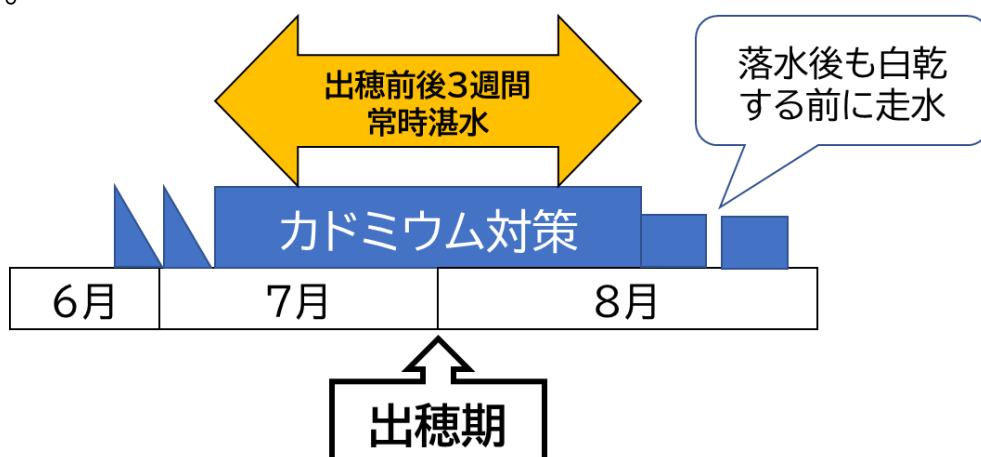 。
出穂前後3週間
常時湛水
落水後も白乾
する前に走水
カドミウム対策
6月
7月
8月
出穂期